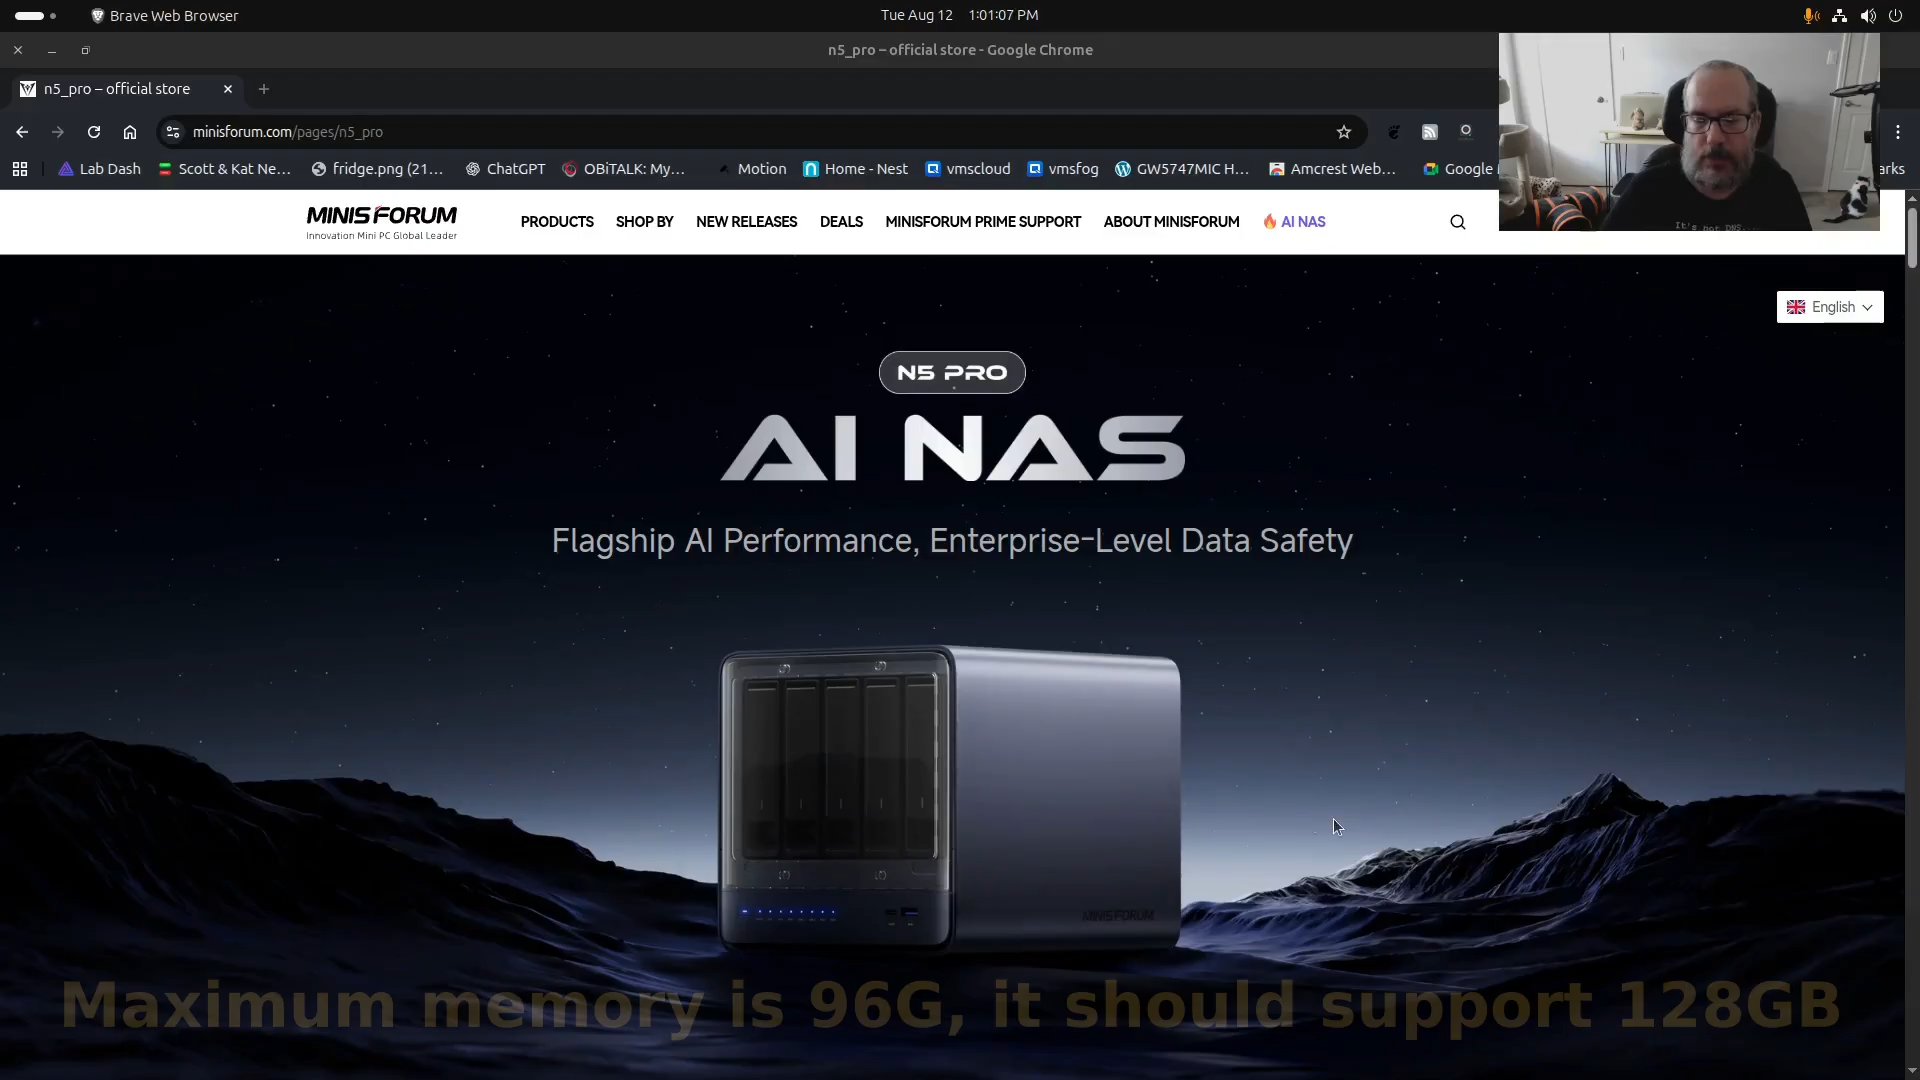 Brave Web Browser
Tue Aug 12 1:01:07 PM
n5_pro – official store - Google Chrome
n5_pro – official store
minisforum.com/pages/n5_pro
Lab Dash
Scott & Kat Ne...
fridge.png (21...
ChatGPT
OBiTALK: My...
Motion
Home - Nest
vmscloud
vmsfog
GW5747MIC H...
Amcrest Web...
Google
arks
It's not DNS....
MINISFORUM
Innovation Mini PC Global Leader
PRODUCTS
SHOP BY
NEW RELEASES
DEALS
MINISFORUM PRIME SUPPORT
ABOUT MINISFORUM
AI NAS
English
N5 PRO
AI NAS
Flagship AI Performance, Enterprise-Level Data Safety
MINISFORUM
Maximum memory is 96G, it should support 128GB